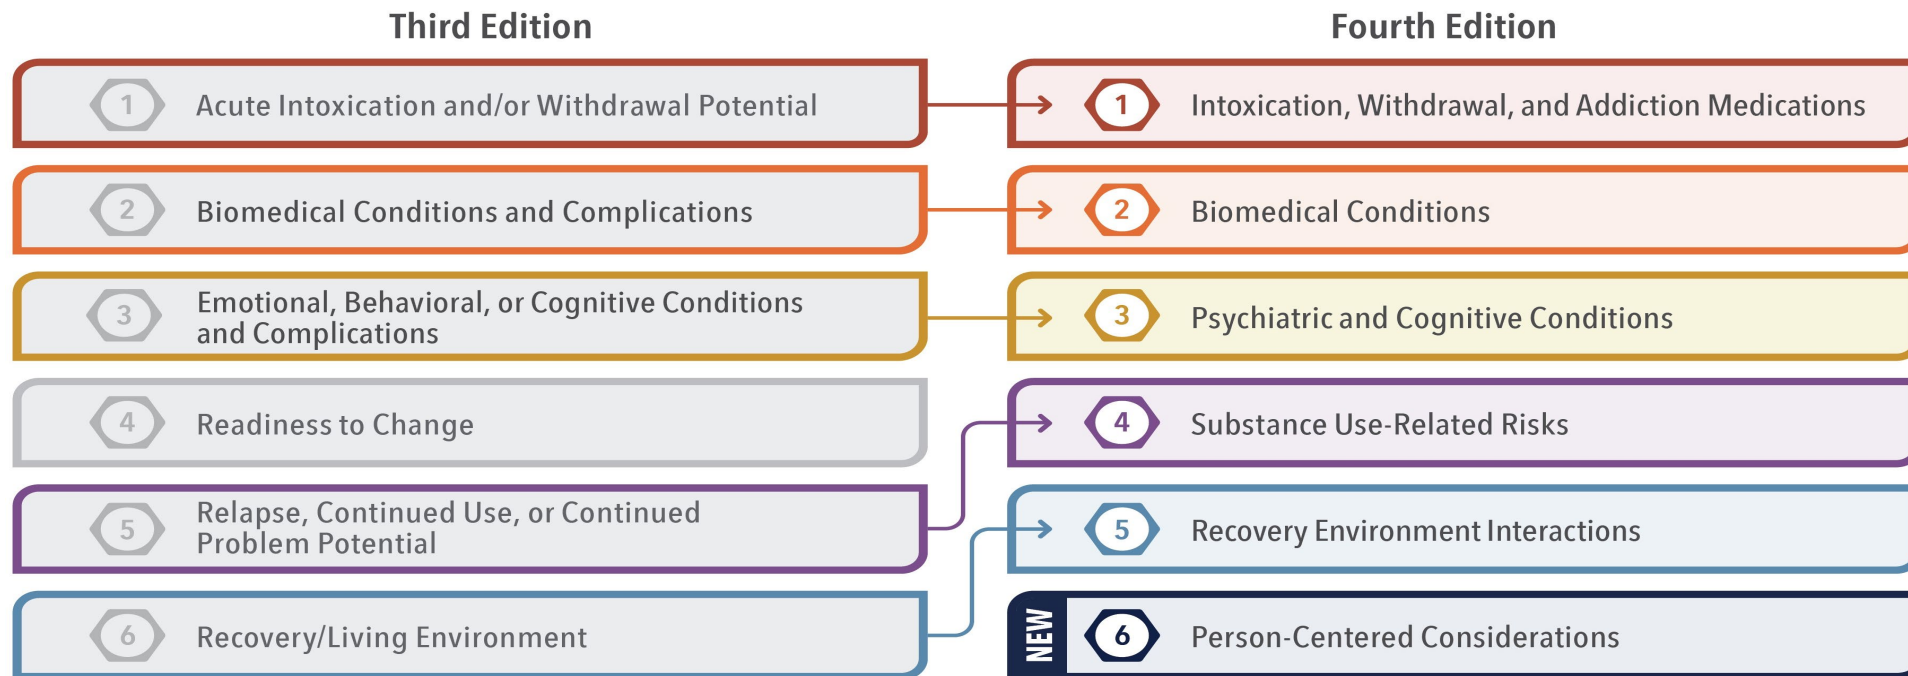 Third Edition
Fourth Edition
1 Acute Intoxication and/or Withdrawal Potential
1 Intoxication, Withdrawal, and Addiction Medications
2 Biomedical Conditions and Complications
2 Biomedical Conditions
3 Emotional, Behavioral, or Cognitive Conditions
and Complications
3 Psychiatric and Cognitive Conditions
4 Readiness to Change
4 Substance Use-Related Risks
5 Relapse, Continued Use, or Continued
Problem Potential
5 Recovery Environment Interactions
6 Recovery/Living Environment
NEW
6 Person-Centered Considerations